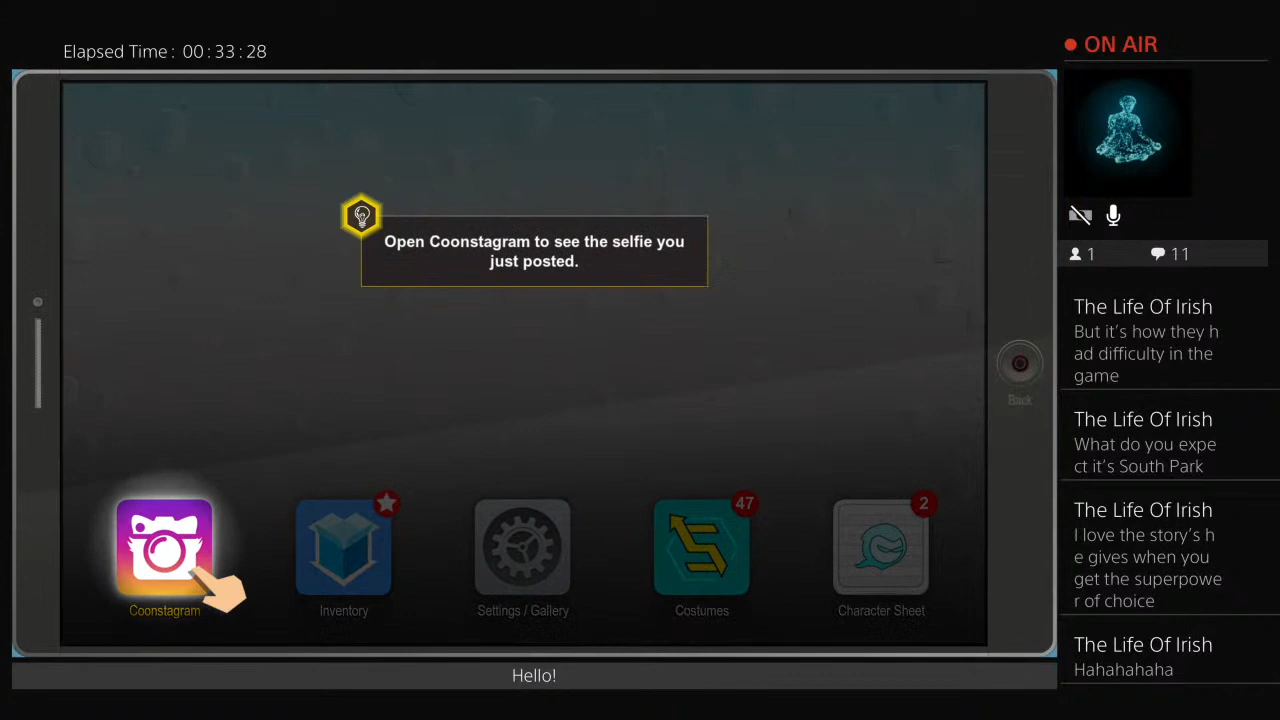 Elapsed Time: 00:33:28
ON AIR
Open Coonstagram to see the selfie you
just posted.
Back
47
2
Coonstagram
Inventory
Settings / Gallery
Costumes
Character Sheet
Hello!
1
11
The Life Of Irish
But it's how they h
ad difficulty in the
game
The Life Of Irish
What do you expe
ct it's South Park
The Life Of Irish
I love the story's h
e gives when you
get the superpowe
r of choice
The Life Of Irish
Hahahahaha